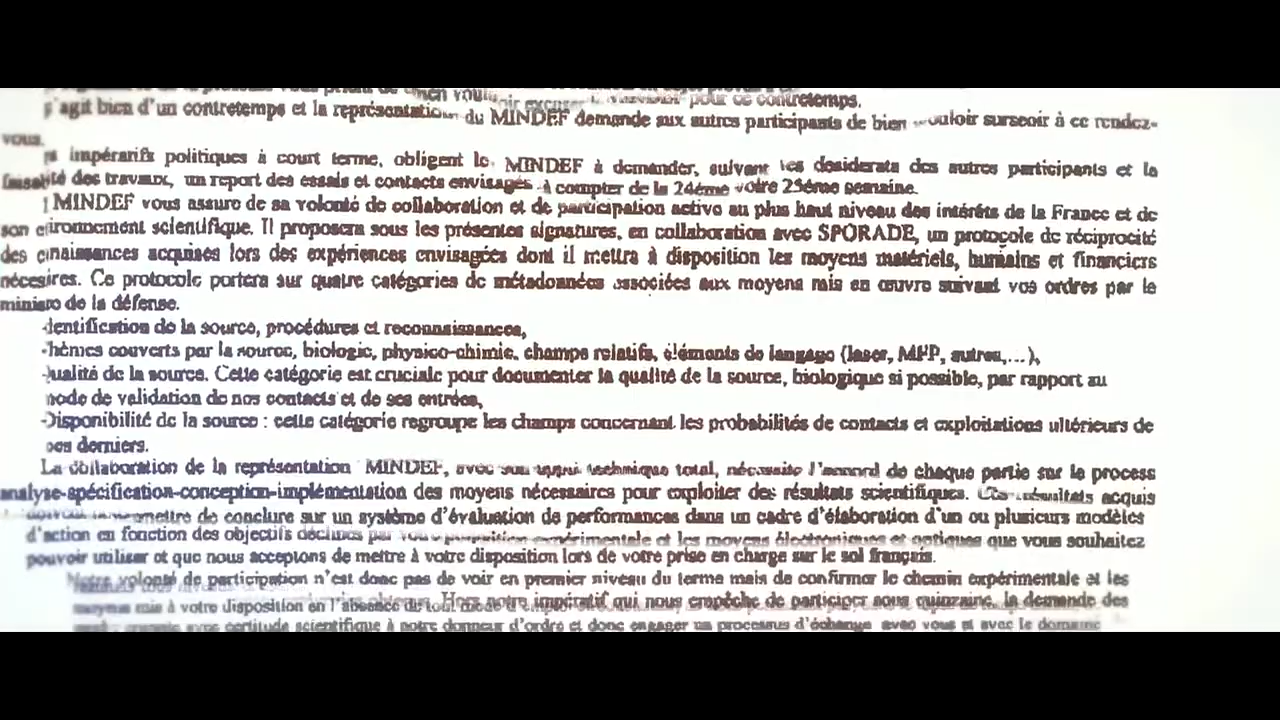 pour ce contretemps.
s'agit bien d'un contretemps et la représentation du MINDEF demande aux autres participants de bien vouloir surseoir à ce rendez-
vous.
impératifs politiques à court terme, obligent le MINDEF à demander, suivant les desiderata des autres participants et la
des travaux, un report des essais et contacts envisagés à compter de la 24éme votre 25éme semaine.
MINDEF vous assure de sa volonté de collaboration et de participation active au plus haut niveau des intérêts de la France et de
son scientifique. Il proposera sous les présentes signatures, en collaboration avec SPORADE, un protocole de réciprocité
des acquises lors des expériences envisagées dont il mettra à disposition les moyens matériels, humains et financiers
Ce protocole portera sur quatre catégories de métadonnées associées aux moyens mis en œuvre suivant vos ordres par le
de la défense.
de la source, procédures et reconnaissances,
couverts par la source, biologie, physico-chimie, champs relatifs, éléments de langage (laser, autres,...),
de la source. Cette catégorie est cruciale pour documenter la qualité de la source, biologique si possible, par rapport au
de validation de nos contacts et de ses entrées,
-Disponibilité de la source : cette catégorie regroupe les champs concernant les probabilités de contacts et exploitations ultérieurs de
ces derniers.
La collaboration de la représentation MINDEF, avec son appui technique total, nécessite l'accord de chaque partie sur le process
analyse-spécification-conception-implémentation des moyens nécessaires pour exploiter des résultats scientifiques. Ces résultats acquis
de conclure sur un système d'évaluation de performances dans un cadre d'élaboration d'un ou plusieurs modèles
d'action en fonction des objectifs déclinés par expérimentale et les moyens électroniques et optiques que vous souhaitez
pouvoir utiliser et que nous acceptons de mettre à votre disposition lors de votre prise en charge sur le sol français.
Notre volonté de participation n'est donc pas de voir en premier niveau du terme mais de confirmer le chemin expérimentale et les
moyens mis à votre disposition en l'absence de tout Hors notre impératif qui nous empêche de participer sous quinzaine, la demande des
avec certitude scientifique à notre donneur d'ordre et donc engager un processus d'échange avec vous et avec le domaine